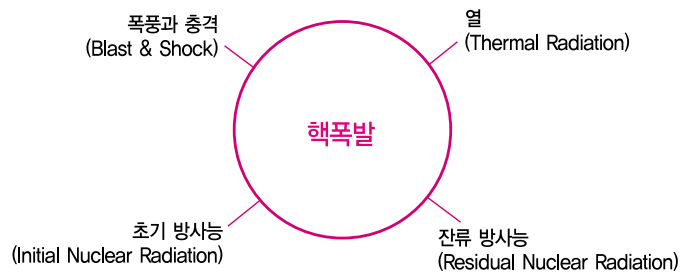 폭풍과 충격
(Blast & Shock)
열
(Thermal Radiation)
핵폭발
초기 방사능
(Initial Nuclear Radiation)
잔류 방사능
(Residual Nuclear Radiation)